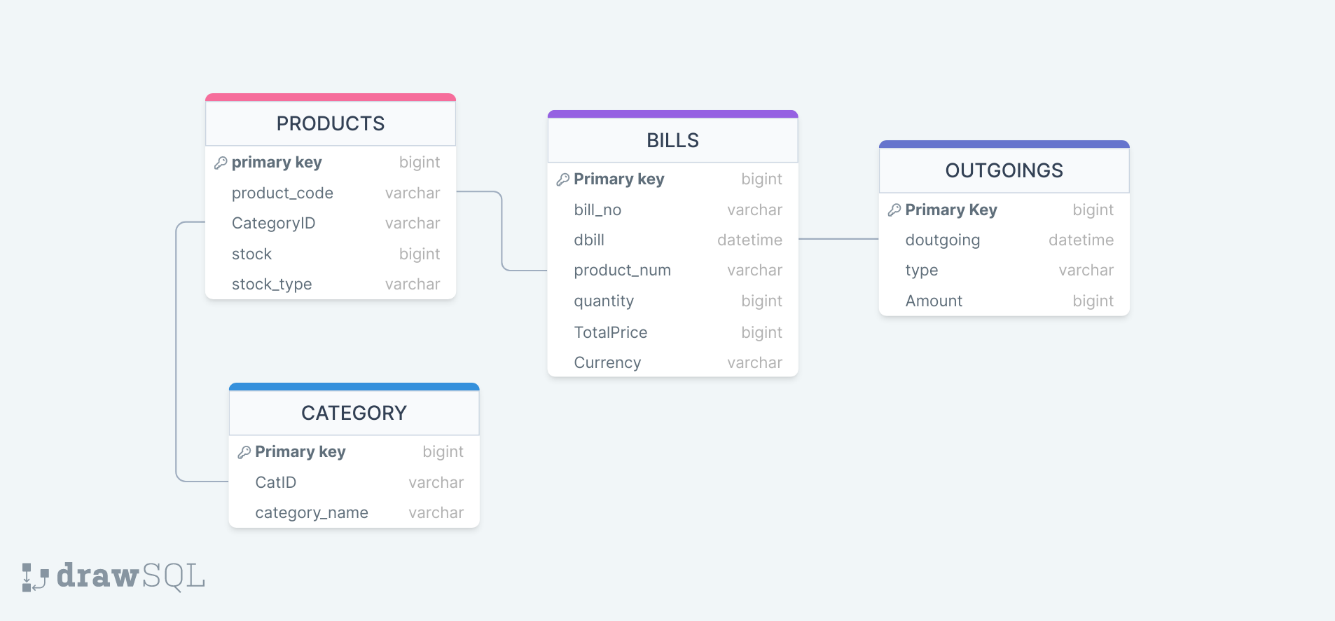 PRODUCTS
primary key bigint
product_code varchar
CategoryID varchar
stock bigint
stock_type varchar
BILLS
Primary key bigint
bill_no varchar
dbill datetime
product_num varchar
quantity bigint
TotalPrice bigint
Currency varchar
OUTGOINGS
Primary Key bigint
doutgoing datetime
type varchar
Amount bigint
CATEGORY
Primary key bigint
CatID varchar
category_name varchar
drawSQL